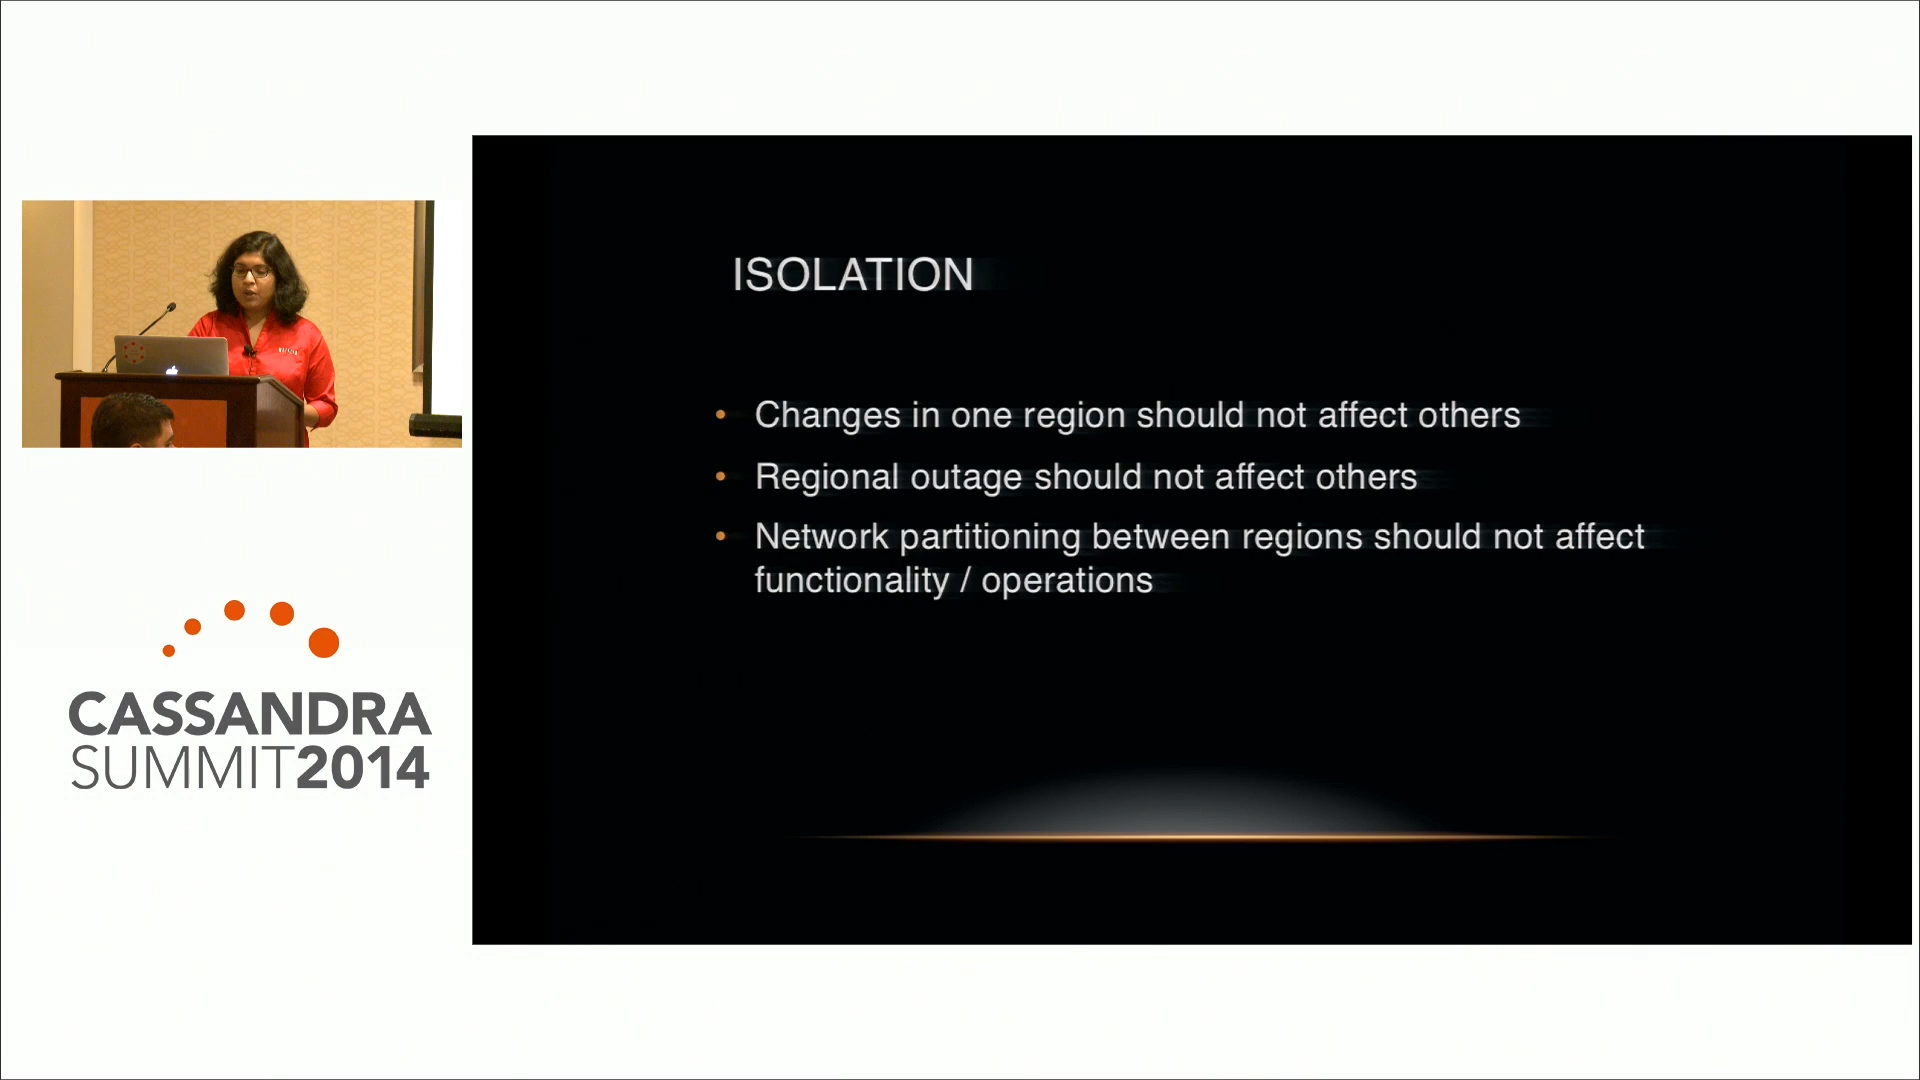 ISOLATION
• Changes in one region should not affect others
• Regional outage should not affect others
• Network partitioning between regions should not affect
functionality / operations
CASSANDRA
SUMMIT2014